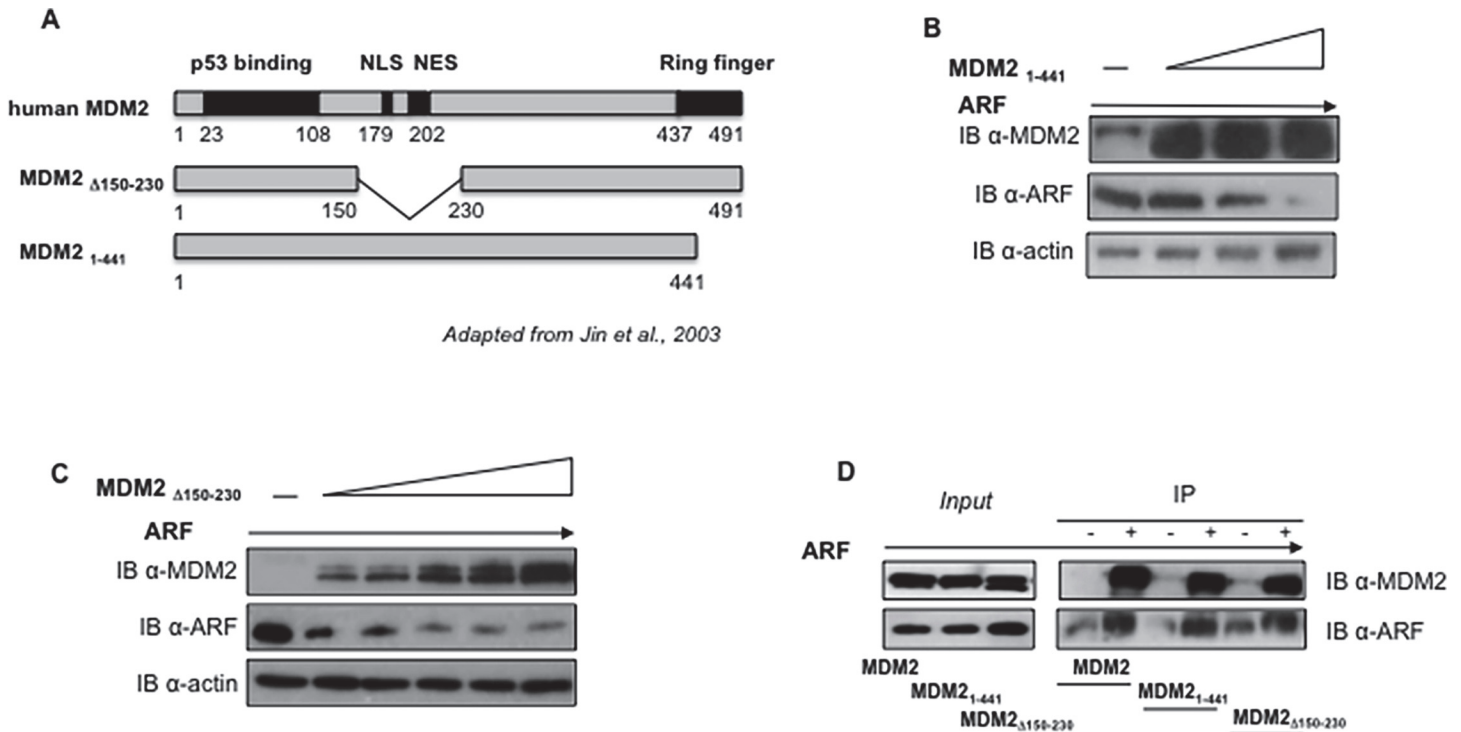 A
p53 binding NLS NES Ring finger
human MDM2
1 23 108 179 202 437 491
MDM2 Δ150-230
1 150 230 491
MDM2 1-441
1 441
Adapted from Jin et al., 2003
B
MDM2 1-441 —
ARF
IB α-MDM2
IB α-ARF
IB α-actin
C
MDM2 Δ150-230 —
ARF
IB α-MDM2
IB α-ARF
IB α-actin
D
Input IP
- + - + - +
ARF
IB α-MDM2
IB α-ARF
MDM2 MDM2
MDM2 1-441 MDM2 1-441
MDM2 Δ150-230 MDM2 Δ150-230